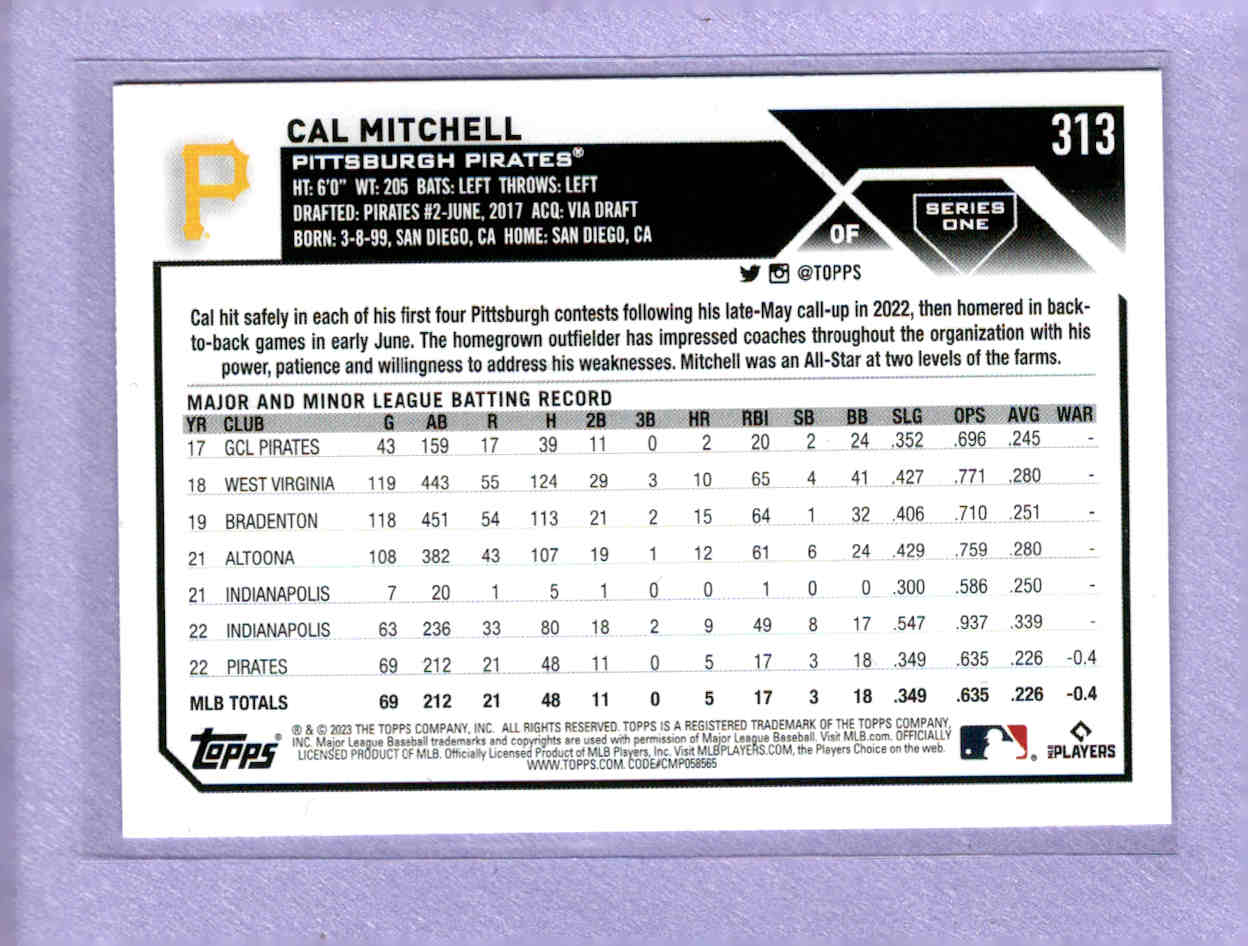 P
CAL MITCHELL
313
PITTSBURGH PIRATES®
HT: 6'0" WT: 205 BATS: LEFT THROWS: LEFT
DRAFTED: PIRATES #2-JUNE, 2017 ACQ: VIA DRAFT
BORN: 3-8-99, SAN DIEGO, CA HOME: SAN DIEGO, CA
OF
SERIES
ONE
@TOPPS
Cal hit safely in each of his first four Pittsburgh contests following his late-May call-up in 2022, then homered in back-
to-back games in early June. The homegrown outfielder has impressed coaches throughout the organization with his
power, patience and willingness to address his weaknesses. Mitchell was an All-Star at two levels of the farms.
MAJOR AND MINOR LEAGUE BATTING RECORD
YR CLUB G AB R H 2B 3B HR RBI SB BB SLG OPS AVG WAR
17 GCL PIRATES 43 159 17 39 11 0 2 20 2 24 .352 .696 .245 -
18 WEST VIRGINIA 119 443 55 124 29 3 10 65 4 41 .427 .771 .280 -
19 BRADENTON 118 451 54 113 21 2 15 64 1 32 .406 .710 .251 -
21 ALTOONA 108 382 43 107 19 1 12 61 6 24 .429 .759 .280 -
21 INDIANAPOLIS 7 20 1 5 1 0 0 1 0 0 .300 .586 .250 -
22 INDIANAPOLIS 63 236 33 80 18 2 9 49 8 17 .547 .937 .339 -
22 PIRATES 69 212 21 48 11 0 5 17 3 18 .349 .635 .226 -0.4
MLB TOTALS 69 212 21 48 11 0 5 17 3 18 .349 .635 .226 -0.4
Topps®
® & © 2023 THE TOPPS COMPANY, INC. ALL RIGHTS RESERVED. TOPPS IS A REGISTERED TRADEMARK OF THE TOPPS COMPANY,
INC. Major League Baseball trademarks and copyrights are used with permission of Major League Baseball. Visit MLB.com. OFFICIALLY
LICENSED PRODUCT OF MLB. Officially Licensed Product of MLB Players, Inc. Visit MLBPLAYERS.COM, the Players Choice on the web.
WWW.TOPPS.COM. CODE#CMP058565
MLB PLAYERS